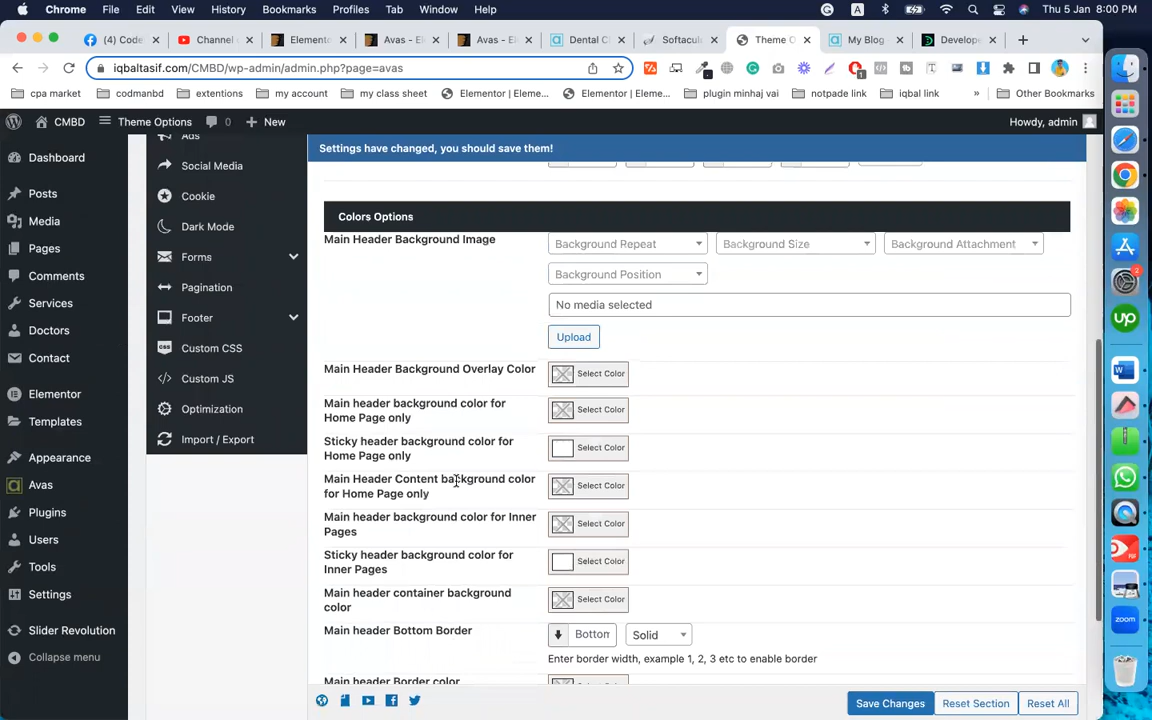 Chrome File Edit View History Bookmarks Profiles Tab Window Help A Thu 5 Jan 8:00 PM
(4) Code Channel Elemento Avas – El Avas – E Dental C Softacul Theme O My Blog Develope
iqbaltasif.com/CMBD/wp-admin/admin.php?page=avas
cpa market codmanbd extentions my account my class sheet Elementor | Eleme... Elementor | Eleme... plugin minhaj vai notpade link iqbal link » Other Bookmarks
CMBD Theme Options 0 New Howdy, admin
Dashboard
Posts
Media
Pages
Comments
Services
Doctors
Contact
Elementor
Templates
Appearance
Avas
Plugins
Users
Tools
Settings
Slider Revolution
Collapse menu
Ads
Social Media
Cookie
Dark Mode
Forms
Pagination
Footer
Custom CSS
Custom JS
Optimization
Import / Export
Settings have changed, you should save them!
Colors Options
Main Header Background Image Background Repeat Background Size Background Attachment
Background Position
No media selected
Upload
Main Header Background Overlay Color Select Color
Main header background color for
Home Page only Select Color
Sticky header background color for
Home Page only Select Color
Main Header Content background color
for Home Page only Select Color
Main header background color for Inner
Pages Select Color
Sticky header background color for
Inner Pages Select Color
Main header container background
color Select Color
Main header Bottom Border Bottom Solid
Enter border width, example 1, 2, 3 etc to enable border
Main header Border color
Save Changes Reset Section Reset All